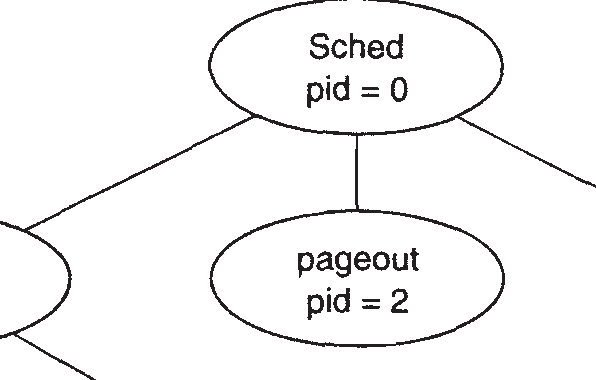 Sched
pid = 0
pageout
pid = 2